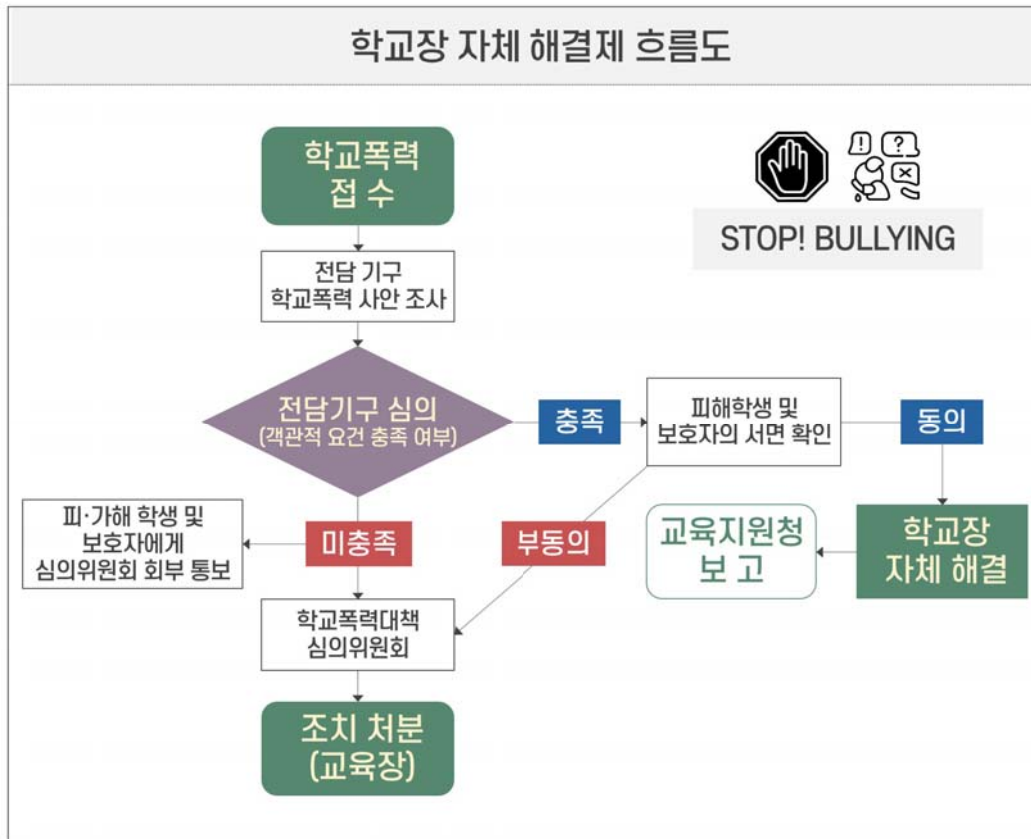 학교장 자체 해결제 흐름도
학교폭력
접 수
STOP! BULLYING
전담 기구
학교폭력 사안 조사
전담기구 심의
(객관적 요건 충족 여부)
충족
피해학생 및
보호자의 서면 확인
동의
피·가해 학생 및
보호자에게
심의위원회 회부 통보
미충족
부동의
교육지원청
보 고
학교장
자체 해결
학교폭력대책
심의위원회
조치 처분
(교육장)